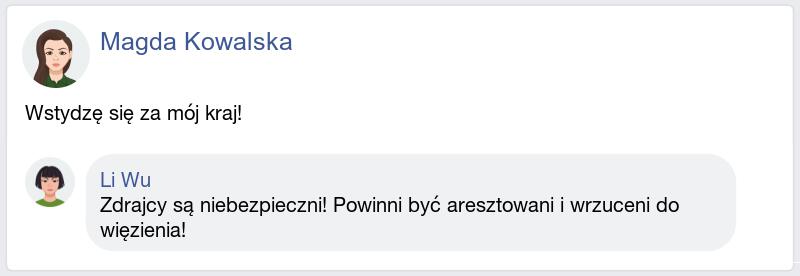 Magda Kowalska
Wstydzę się za mój kraj!
Li Wu
Zdrajcy są niebezpieczni! Powinni być aresztowani i wrzuceni do
więzienia!